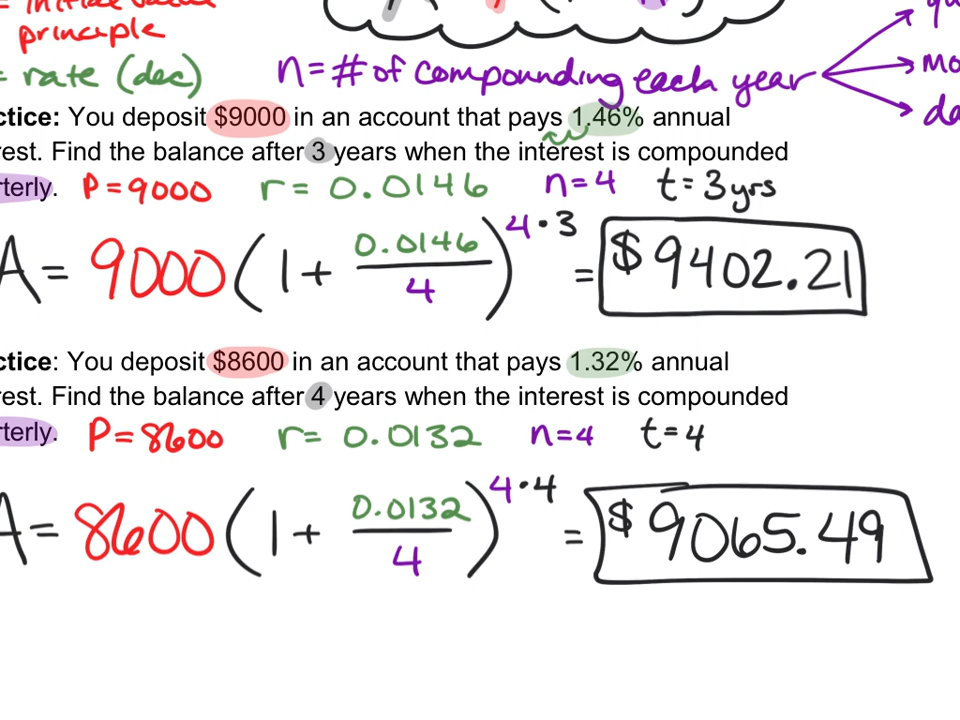 principle
= rate (dec) n = # of compounding each year
ctice: You deposit $9000 in an account that pays 1.46% annual
rest. Find the balance after 3 years when the interest is compounded
rterly. P = 9000 r = 0.0146 n = 4 t = 3 yrs
A = 9000 ( 1 + 0.0146 / 4 ) 4 · 3 = $9402.21
ctice: You deposit $8600 in an account that pays 1.32% annual
rest. Find the balance after 4 years when the interest is compounded
rterly. P = 8600 r = 0.0132 n = 4 t = 4
A = 8600 ( 1 + 0.0132 / 4 ) 4 · 4 = $9065.49